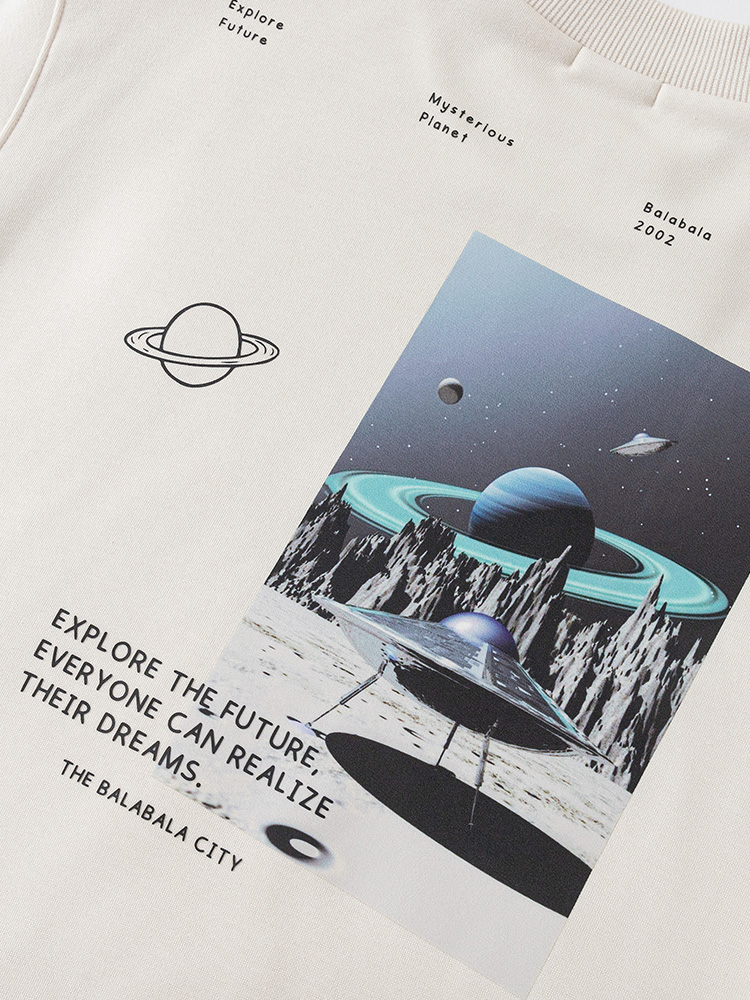 Explore
Future
Mysterious
Planet
Balabala
2002
EXPLORE THE FUTURE,
EVERYONE CAN REALIZE
THEIR DREAMS.
THE BALABALA CITY